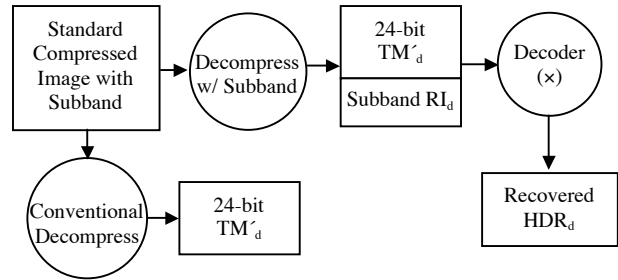 Standard
Compressed
Image with
Subband
Decompress
w/ Subband
24-bit
TM´d
Subband RId
Decoder
(×)
Conventional
Decompress
24-bit
TM´d
Recovered
HDRd